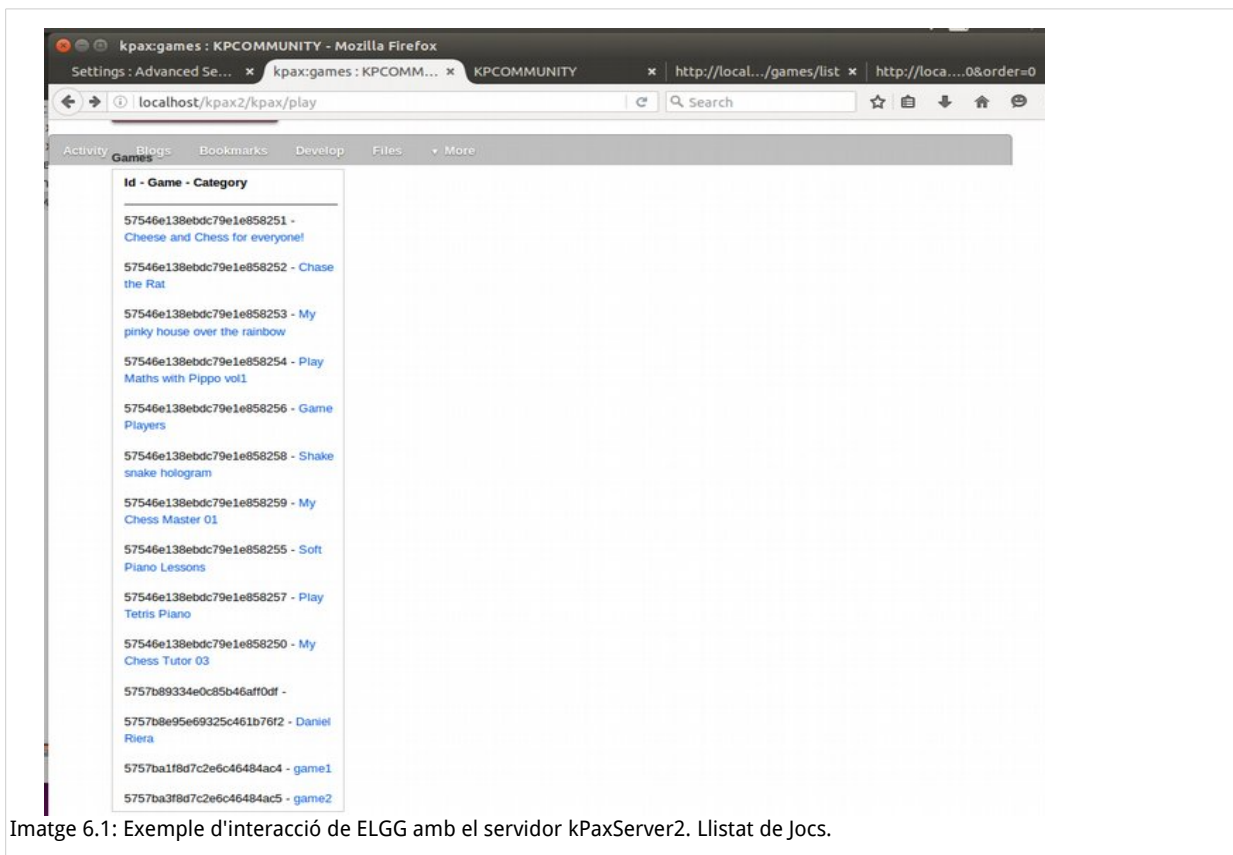 kpax:games : KPCOMMUNITY - Mozilla Firefox
Settings : Advanced Se... × kpax:games : KPCOMM... × KPCOMMUNITY × http://local.../games/list × http://loca....0&order=0
localhost/kpax2/kpax/play Search
Activity Blogs Bookmarks Develop Files More
Games
Id - Game - Category
57546e138ebdc79e1e858251 -
Cheese and Chess for everyone!
57546e138ebdc79e1e858252 - Chase
the Rat
57546e138ebdc79e1e858253 - My
pinky house over the rainbow
57546e138ebdc79e1e858254 - Play
Maths with Pippo vol1
57546e138ebdc79e1e858256 - Game
Players
57546e138ebdc79e1e858258 - Shake
snake hologram
57546e138ebdc79e1e858259 - My
Chess Master 01
57546e138ebdc79e1e858255 - Soft
Piano Lessons
57546e138ebdc79e1e858257 - Play
Tetris Piano
57546e138ebdc79e1e858250 - My
Chess Tutor 03
5757b89334e0c85b46aff0df -
5757b8e95e69325c461b76f2 - Daniel
Riera
5757ba1f8d7c2e6c46484ac4 - game1
5757ba3f8d7c2e6c46484ac5 - game2
Imatge 6.1: Exemple d'interacció de ELGG amb el servidor kPaxServer2. Llistat de Jocs.